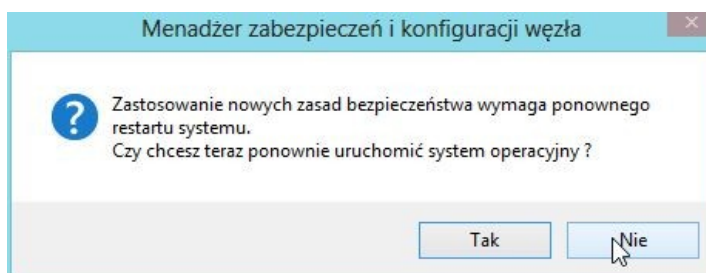 Menadżer zabezpieczeń i konfiguracji węzła
Zastosowanie nowych zasad bezpieczeństwa wymaga ponownego
restartu systemu.
Czy chcesz teraz ponownie uruchomić system operacyjny ?
Tak
Nie